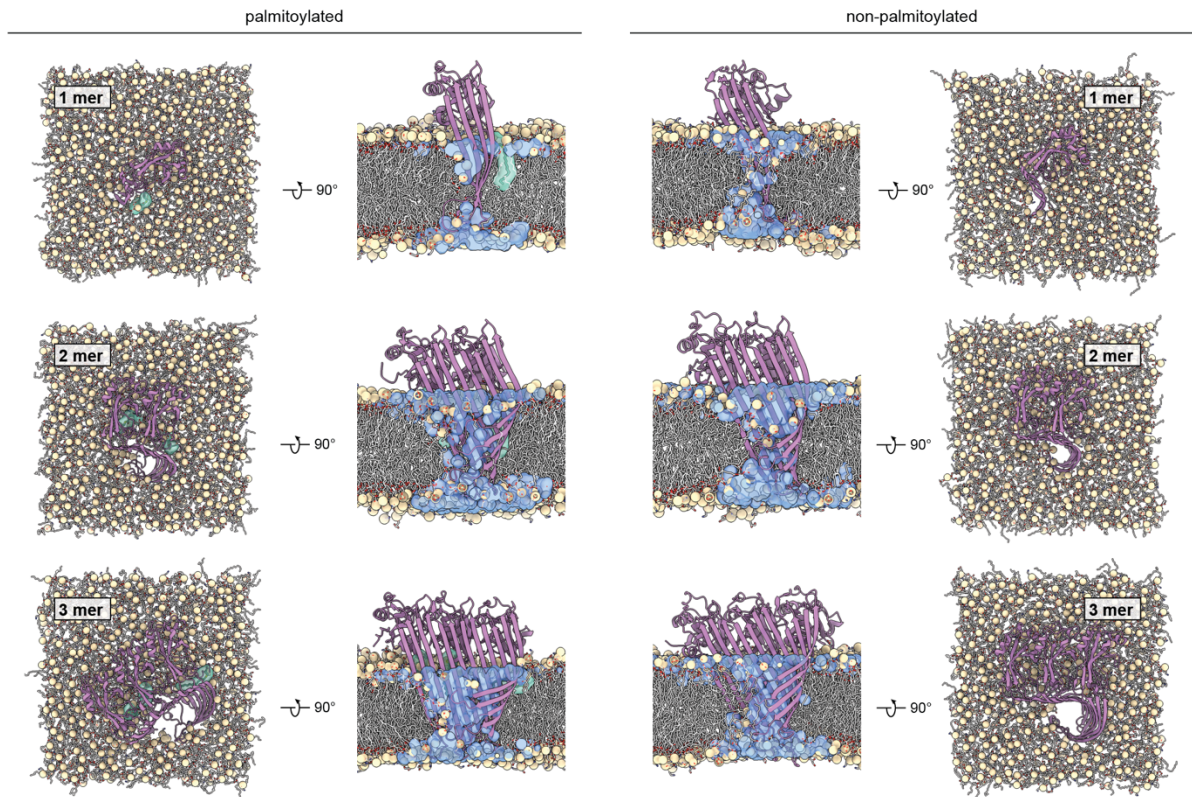 palmitoylated
non-palmitoylated
1 mer
90°
90°
1 mer
2 mer
90°
90°
2 mer
3 mer
90°
90°
3 mer